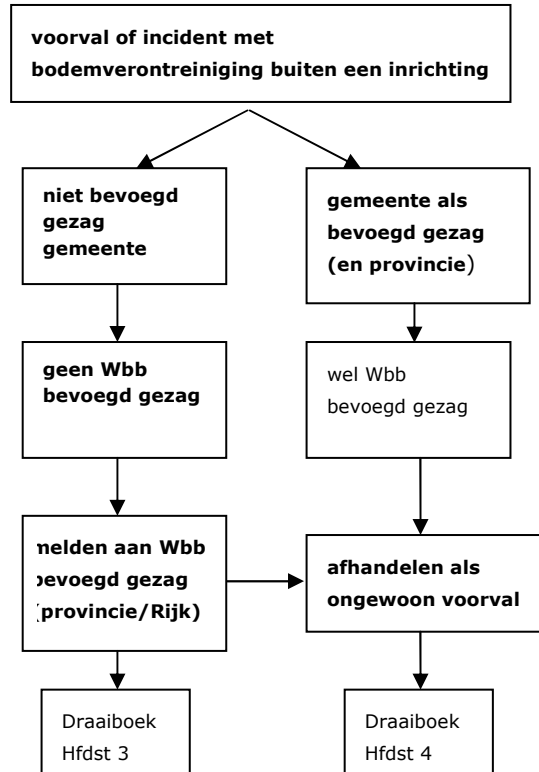 voorval of incident met
bodemverontreiniging buiten een inrichting
niet bevoegd
gezag
gemeente
gemeente als
bevoegd gezag
(en provincie)
geen Wbb
bevoegd gezag
wel Wbb
bevoegd gezag
melden aan Wbb
bevoegd gezag
(provincie/Rijk)
afhandelen als
ongewoon voorval
Draaiboek
Hfdst 3
Draaiboek
Hfdst 4